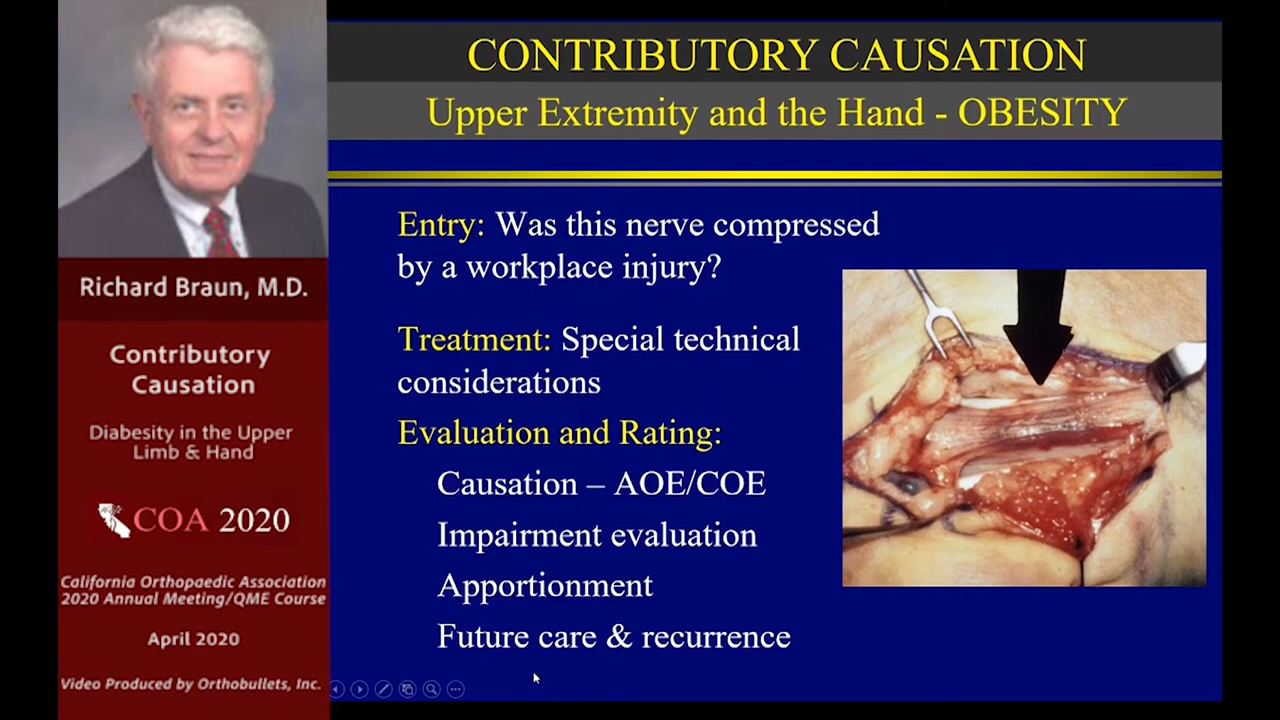 Richard Braun, M.D.
Contributory
Causation
Diabesity in the Upper
Limb & Hand
COA 2020
California Orthopaedic Association
2020 Annual Meeting/QME Course
April 2020
Video Produced by Orthobullets, Inc.
CONTRIBUTORY CAUSATION
Upper Extremity and the Hand - OBESITY
Entry: Was this nerve compressed
by a workplace injury?
Treatment: Special technical
considerations
Evaluation and Rating:
Causation – AOE/COE
Impairment evaluation
Apportionment
Future care & recurrence